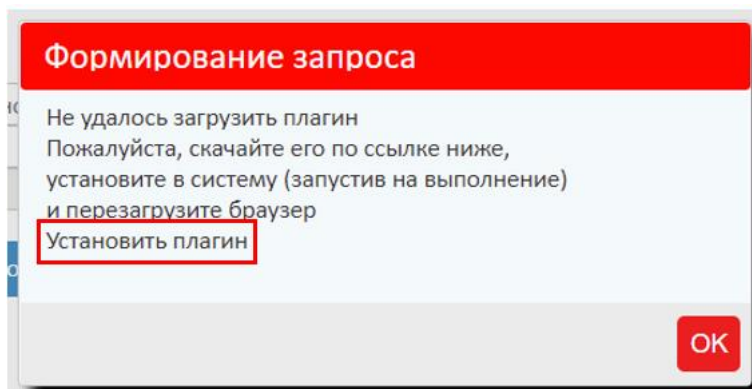 Формирование запроса
Не удалось загрузить плагин
Пожалуйста, скачайте его по ссылке ниже,
установите в систему (запустив на выполнение)
и перезагрузите браузер
Установить плагин
ОК